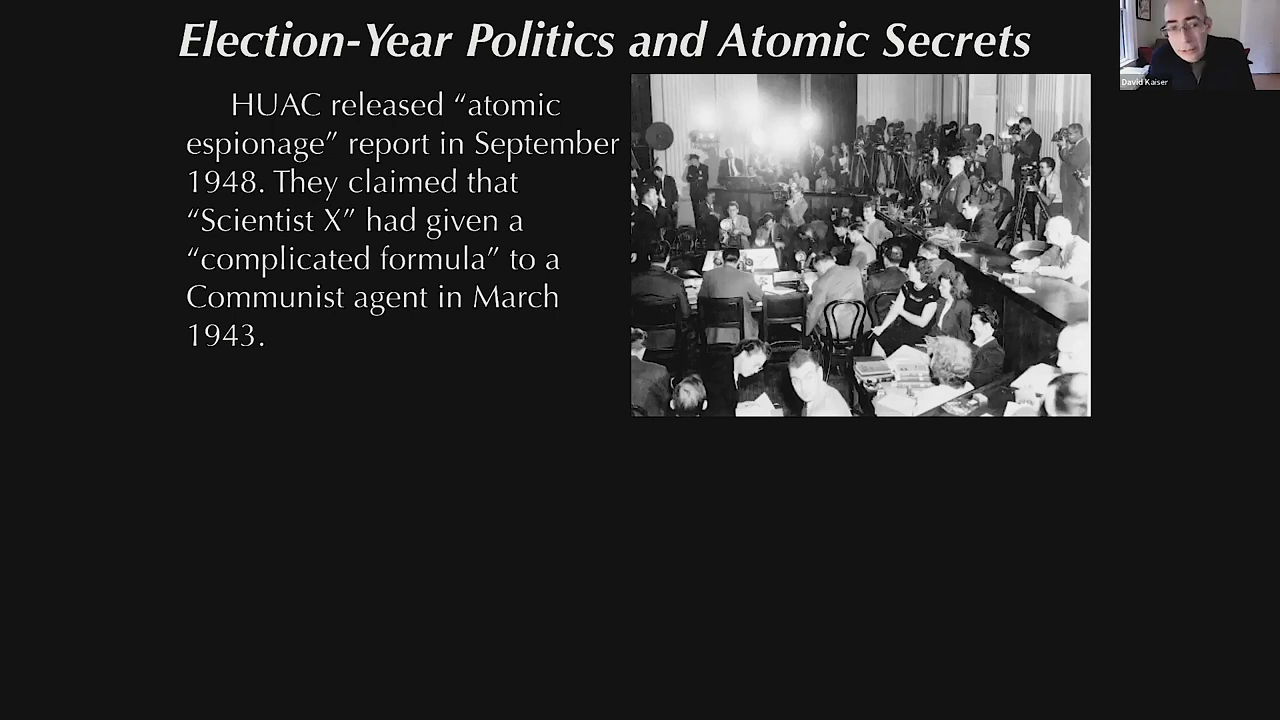 Election-Year Politics and Atomic Secrets
HUAC released “atomic
espionage” report in September
1948. They claimed that
“Scientist X” had given a
“complicated formula” to a
Communist agent in March
1943.
David Kaiser